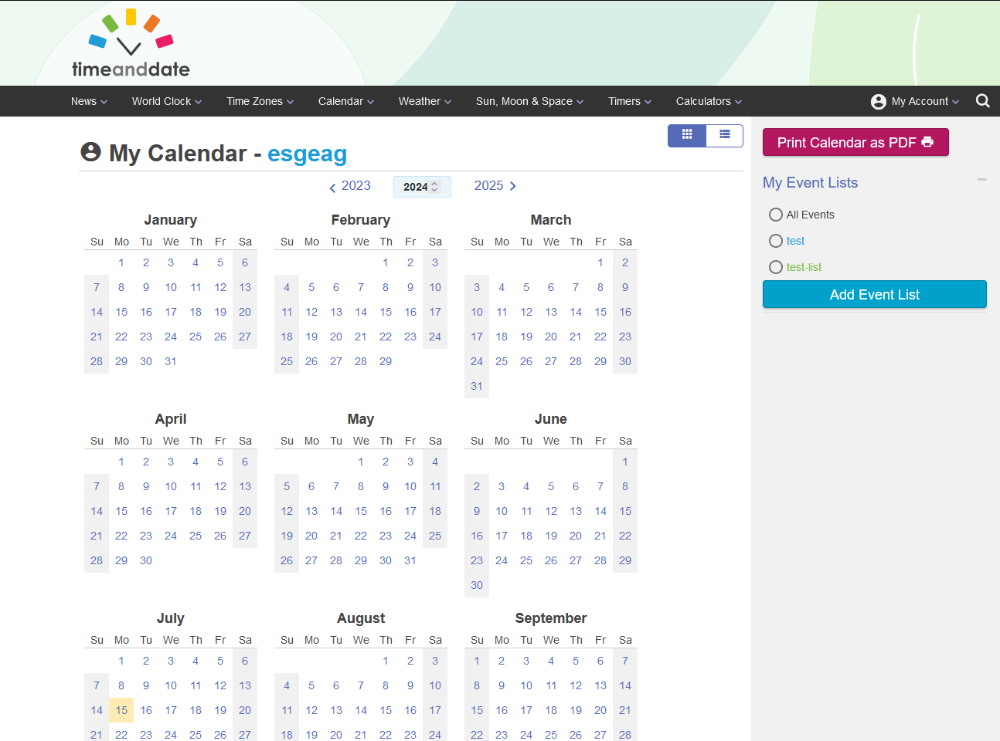 timeanddate
News World Clock Time Zones Calendar Weather Sun, Moon & Space Timers Calculators My Account
My Calendar - esgeag
2023 2024 2025
January February March
Su Mo Tu We Th Fr Sa Su Mo Tu We Th Fr Sa Su Mo Tu We Th Fr Sa
1 2 3 4 5 6 1 2 3 1 2
7 8 9 10 11 12 13 4 5 6 7 8 9 10 3 4 5 6 7 8 9
14 15 16 17 18 19 20 11 12 13 14 15 16 17 10 11 12 13 14 15 16
21 22 23 24 25 26 27 18 19 20 21 22 23 24 17 18 19 20 21 22 23
28 29 30 31 25 26 27 28 29 24 25 26 27 28 29 30
31
April May June
Su Mo Tu We Th Fr Sa Su Mo Tu We Th Fr Sa Su Mo Tu We Th Fr Sa
1 2 3 4 5 6 1 2 3 4 1
7 8 9 10 11 12 13 5 6 7 8 9 10 11 2 3 4 5 6 7 8
14 15 16 17 18 19 20 12 13 14 15 16 17 18 9 10 11 12 13 14 15
21 22 23 24 25 26 27 19 20 21 22 23 24 25 16 17 18 19 20 21 22
28 29 30 26 27 28 29 30 31 23 24 25 26 27 28 29
30
July August September
Su Mo Tu We Th Fr Sa Su Mo Tu We Th Fr Sa Su Mo Tu We Th Fr Sa
1 2 3 4 5 6 1 2 3 1 2 3 4 5 6 7
7 8 9 10 11 12 13 4 5 6 7 8 9 10 8 9 10 11 12 13 14
14 15 16 17 18 19 20 11 12 13 14 15 16 17 15 16 17 18 19 20 21
21 22 23 24 25 26 27 18 19 20 21 22 23 24 22 23 24 25 26 27 28
Print Calendar as PDF
My Event Lists
All Events
test
test-list
Add Event List